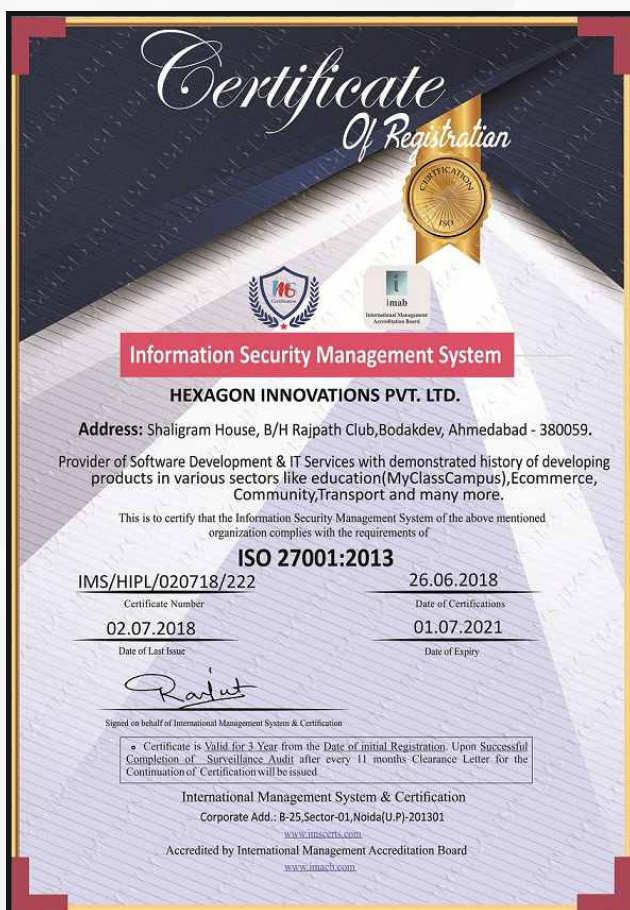 Certificate
Of Registration
CERTIFICATION
ISO
IMS
Certification
i
imab
International Management
Accreditation Board
Information Security Management System
HEXAGON INNOVATIONS PVT. LTD.
Address: Shaligram House, B/H Rajpath Club,Bodakdev, Ahmedabad - 380059.
Provider of Software Development & IT Services with demonstrated history of developing
products in various sectors like education(MyClassCampus),Ecommerce,
Community,Transport and many more.
This is to certify that the Information Security Management System of the above mentioned
organization complies with the requirements of
ISO 27001:2013
IMS/HIPL/020718/222 26.06.2018
Certificate Number Date of Certifications
02.07.2018 01.07.2021
Date of Last Issue Date of Expiry
Signed on behalf of International Management System & Certification
Certificate is Valid for 3 Year from the Date of initial Registration. Upon Successful
Completion of Surveillance Audit after every 11 months Clearance Letter for the
Continuation of Certification will be issued
International Management System & Certification
Corporate Add.: B-25,Sector-01,Noida(U.P)-201301
www.imscerts.com
Accredited by International Management Accreditation Board
www.imacb.com